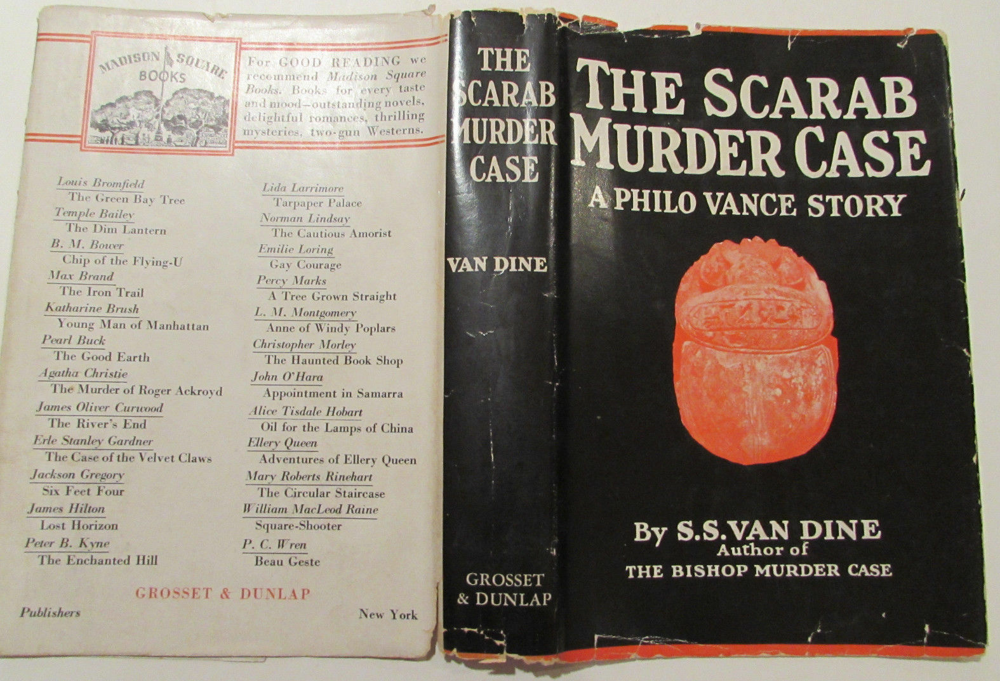 MADISON SQUARE
BOOKS
For GOOD READING we
recommend Madison Square
Books. Books for every taste
and mood—outstanding novels,
delightful romances, thrilling
mysteries, two-gun Westerns.
Louis Bromfield
The Green Bay Tree
Temple Bailey
The Dim Lantern
B. M. Bower
Chip of the Flying-U
Max Brand
The Iron Trail
Katharine Brush
Young Man of Manhattan
Pearl Buck
The Good Earth
Agatha Christie
The Murder of Roger Ackroyd
James Oliver Curwood
The River's End
Erle Stanley Gardner
The Case of the Velvet Claws
Jackson Gregory
Six Feet Four
James Hilton
Lost Horizon
Peter B. Kyne
The Enchanted Hill
Lida Larrimore
Tarpaper Palace
Norman Lindsay
The Cautious Amorist
Emilie Loring
Gay Courage
Percy Marks
A Tree Grown Straight
L. M. Montgomery
Anne of Windy Poplars
Christopher Morley
The Haunted Book Shop
John O'Hara
Appointment in Samarra
Alice Tisdale Hobart
Oil for the Lamps of China
Ellery Queen
Adventures of Ellery Queen
Mary Roberts Rinehart
The Circular Staircase
William MacLeod Raine
Square-Shooter
P. C. Wren
Beau Geste
GROSSET & DUNLAP
Publishers New York
THE
SCARAB
MURDER
CASE
VAN DINE
GROSSET
& DUNLAP
THE SCARAB
MURDER CASE
A PHILO VANCE STORY
By S.S. VAN DINE
Author of
THE BISHOP MURDER CASE